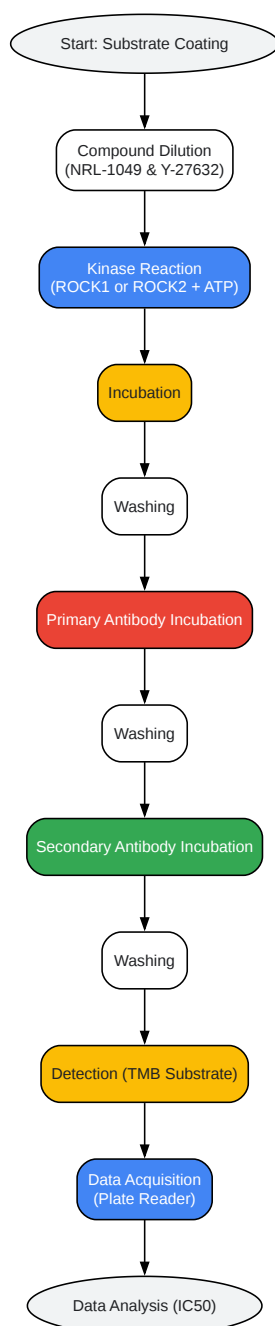 Start: Substrate Coating
Compound Dilution
(NRL-1049 & Y-27632)
Kinase Reaction
(ROCK1 or ROCK2 + ATP)
Incubation
Washing
Primary Antibody Incubation
Washing
Secondary Antibody Incubation
Washing
Detection (TMB Substrate)
Data Acquisition
(Plate Reader)
Data Analysis (IC50)